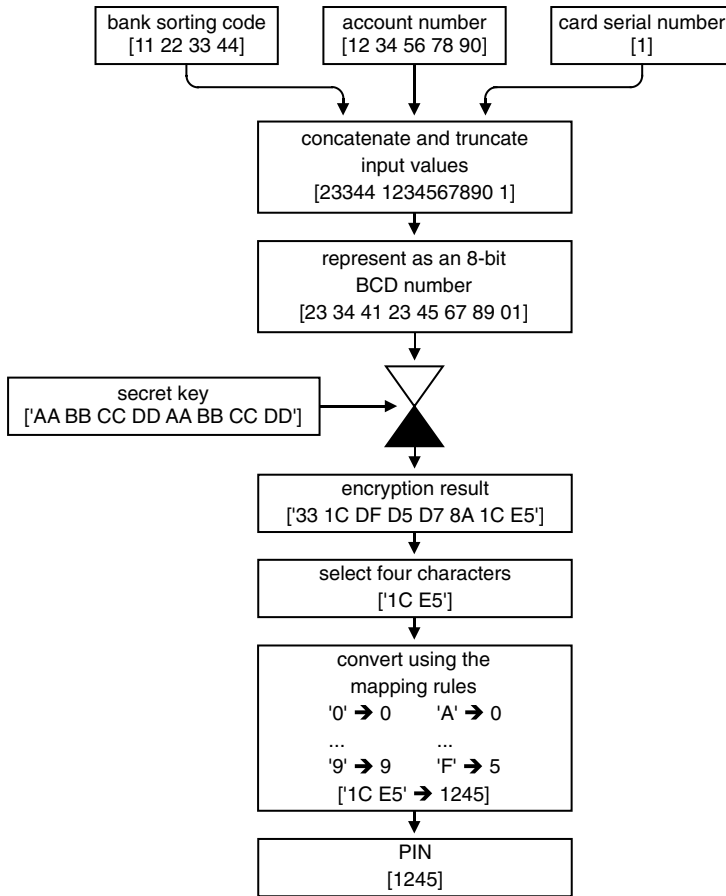 bank sorting code
[11 22 33 44]
account number
[12 34 56 78 90]
card serial number
[1]
concatenate and truncate
input values
[23344 1234567890 1]
represent as an 8-bit
BCD number
[23 34 41 23 45 67 89 01]
secret key
['AA BB CC DD AA BB CC DD']
encryption result
['33 1C DF D5 D7 8A 1C E5']
select four characters
['1C E5']
convert using the
mapping rules
'0' ➔ 0 'A' ➔ 0
... ...
'9' ➔ 9 'F' ➔ 5
['1C E5' ➔ 1245]
PIN
[1245]